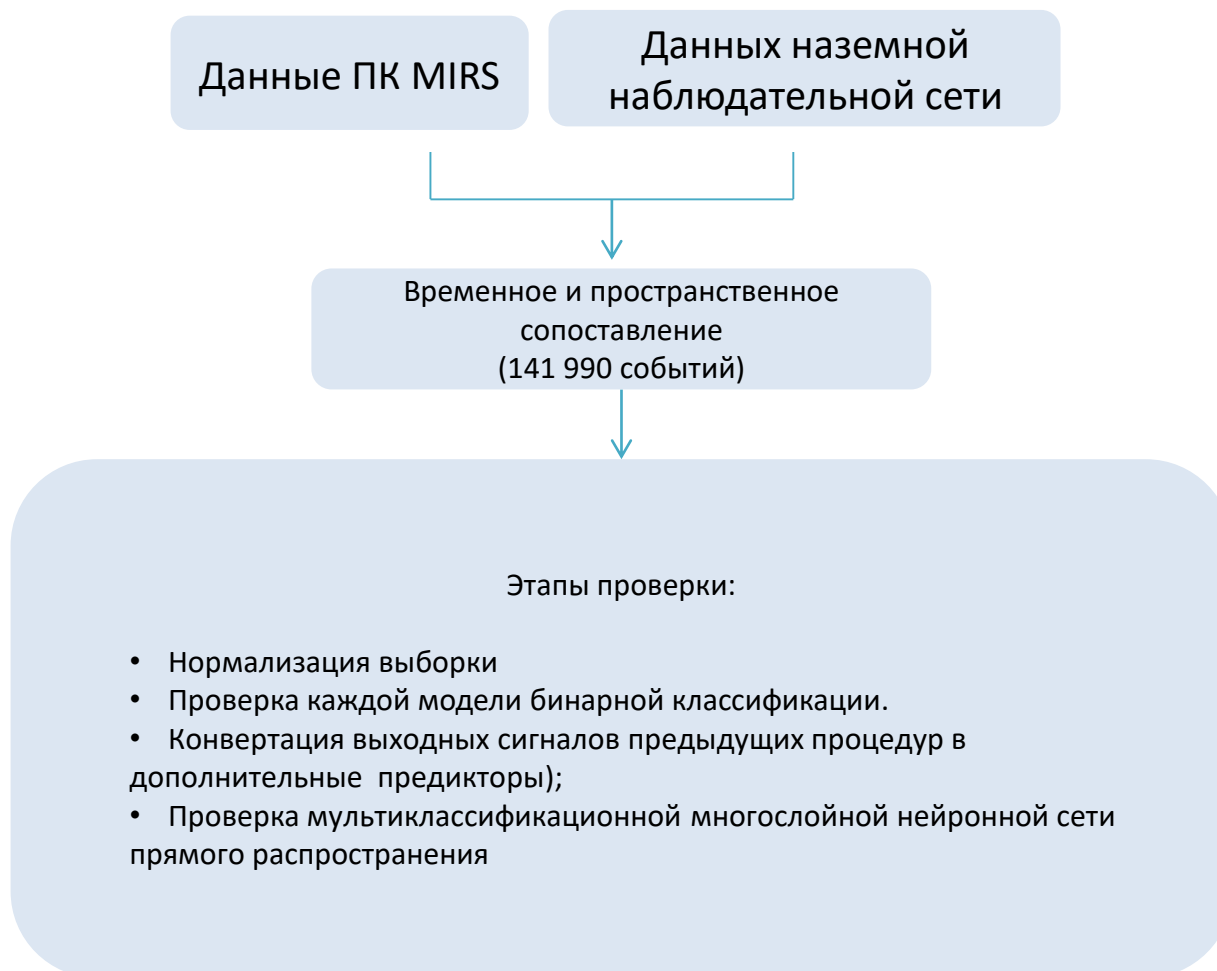 Данные ПК MIRS
Данных наземной
наблюдательной сети
Временное и пространственное
сопоставление
(141 990 событий)
Этапы проверки:
• Нормализация выборки
• Проверка каждой модели бинарной классификации.
• Конвертация выходных сигналов предыдущих процедур в
дополнительные предикторы);
• Проверка мультиклассификационной многослойной нейронной сети
прямого распространения